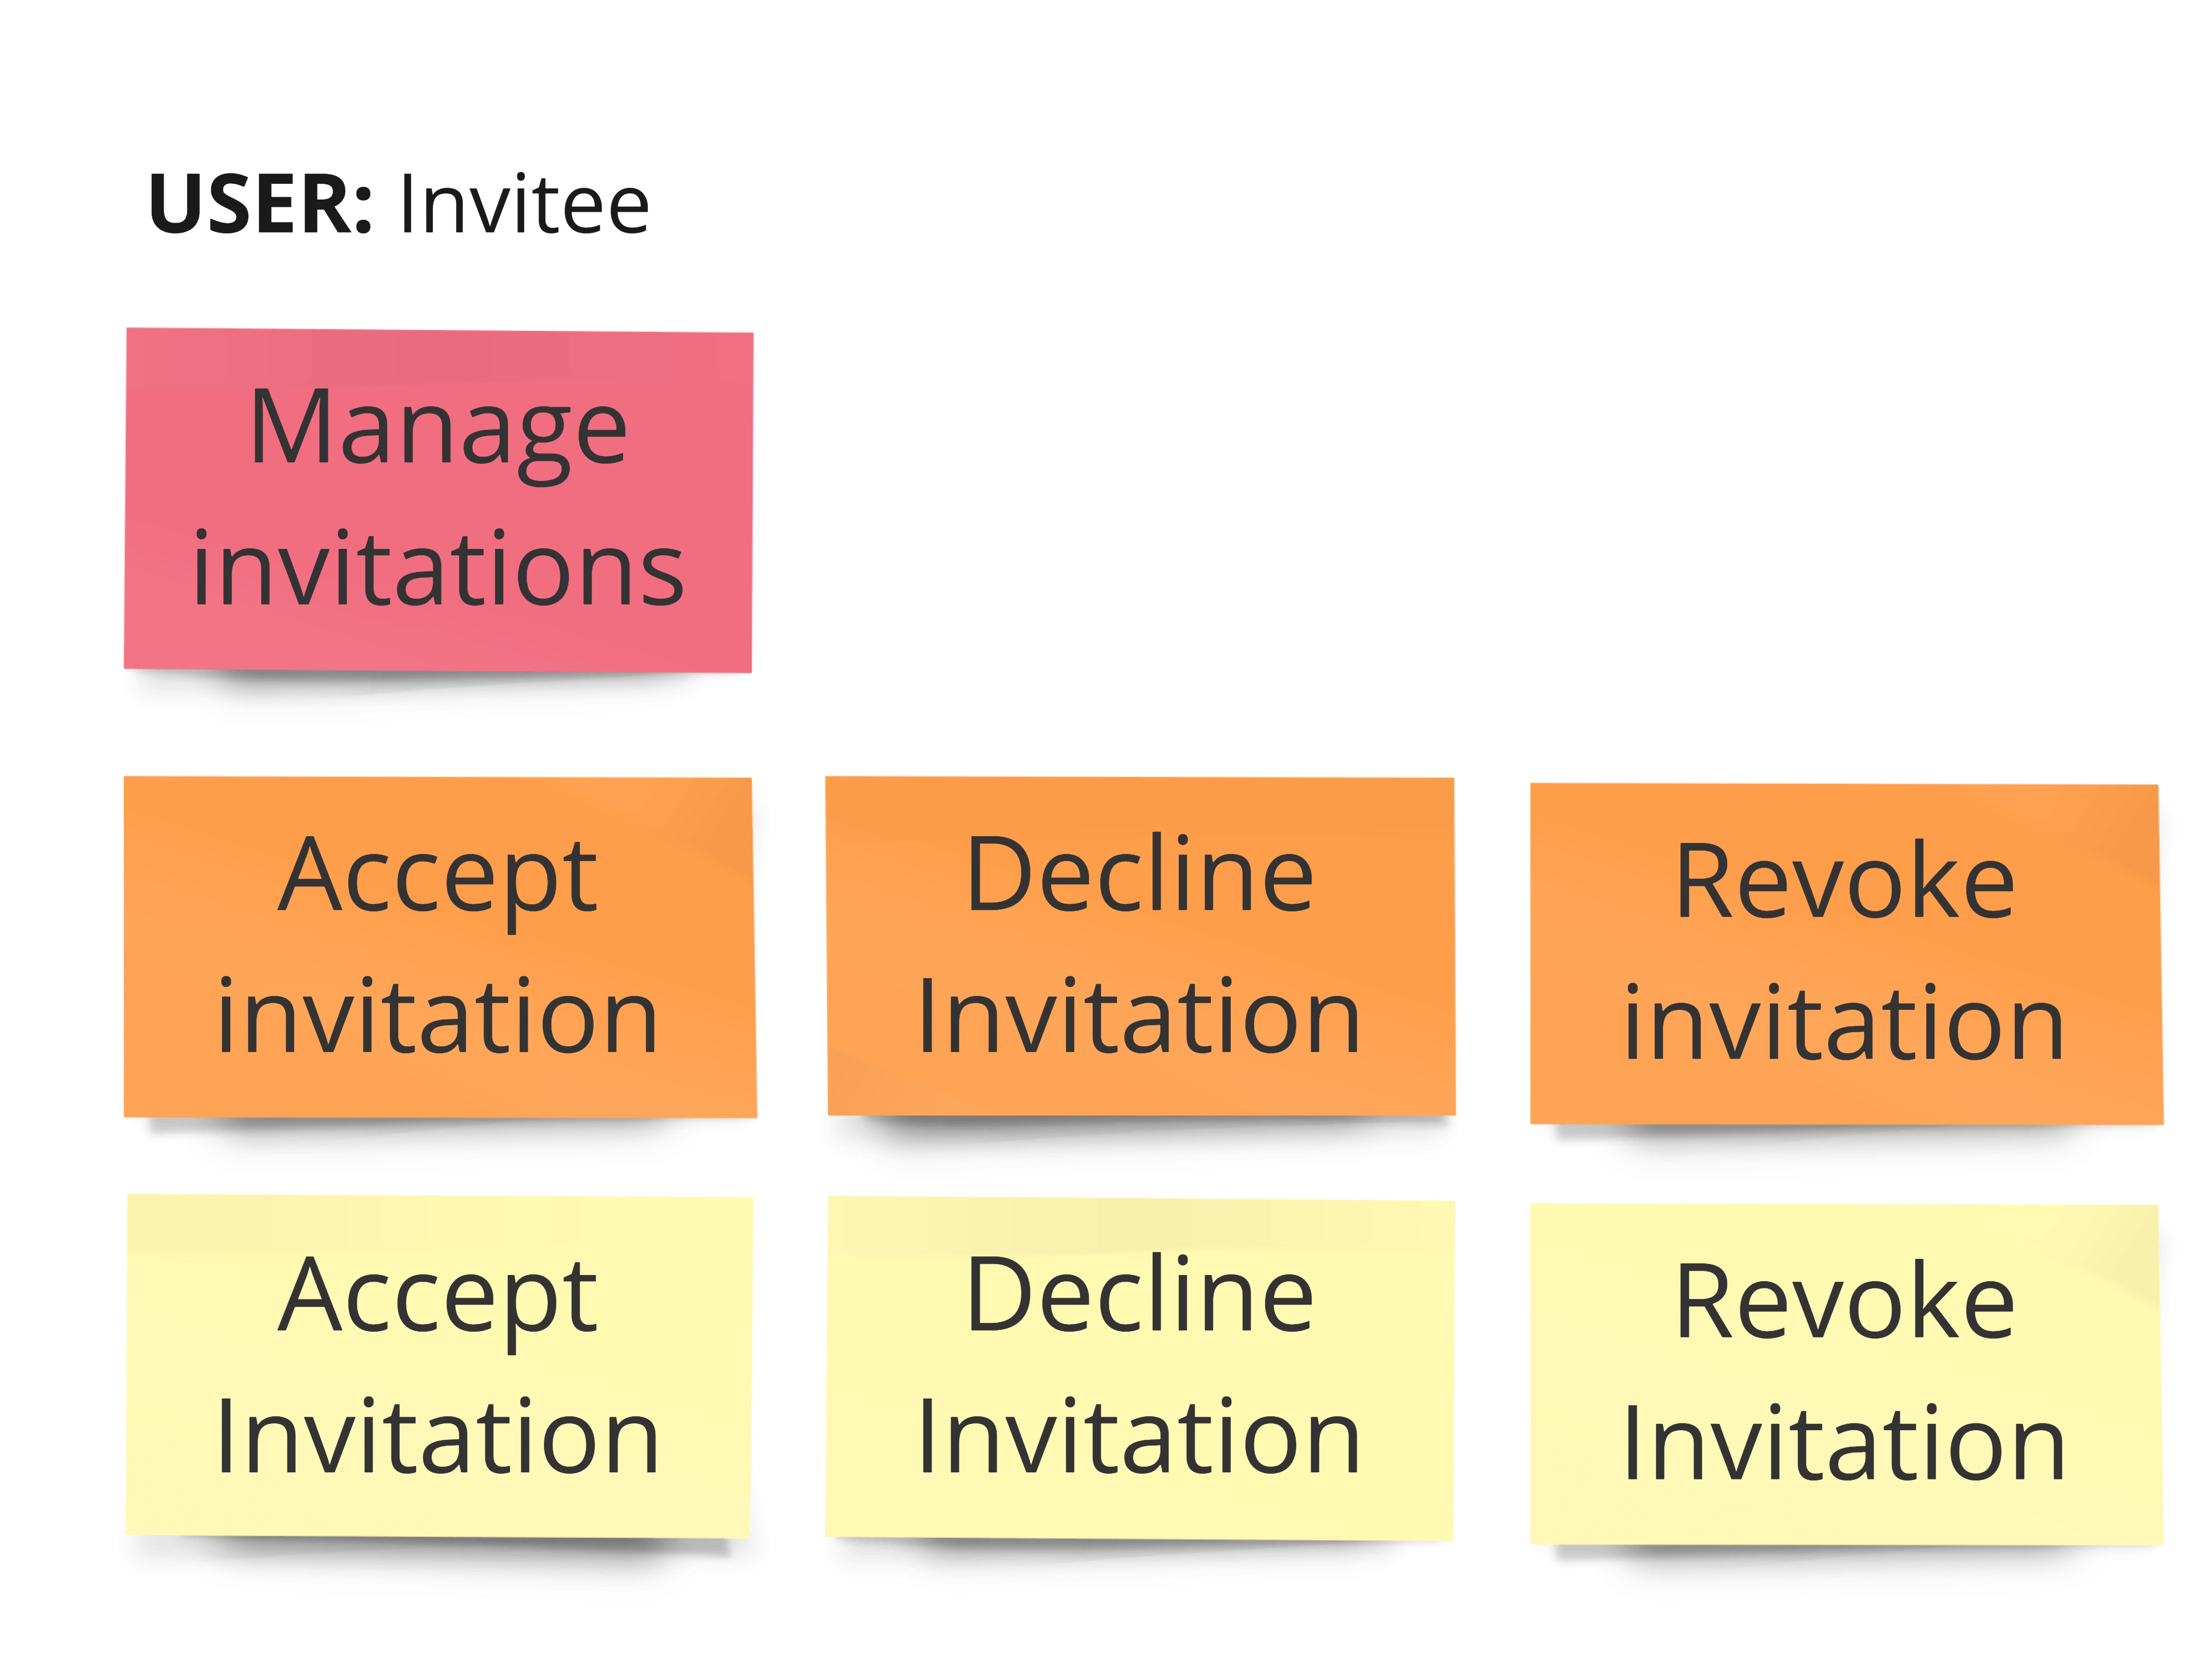 USER: Invitee
Manage
invitations
Accept
invitation
Decline
Invitation
Revoke
invitation
Accept
Invitation
Decline
Invitation
Revoke
Invitation